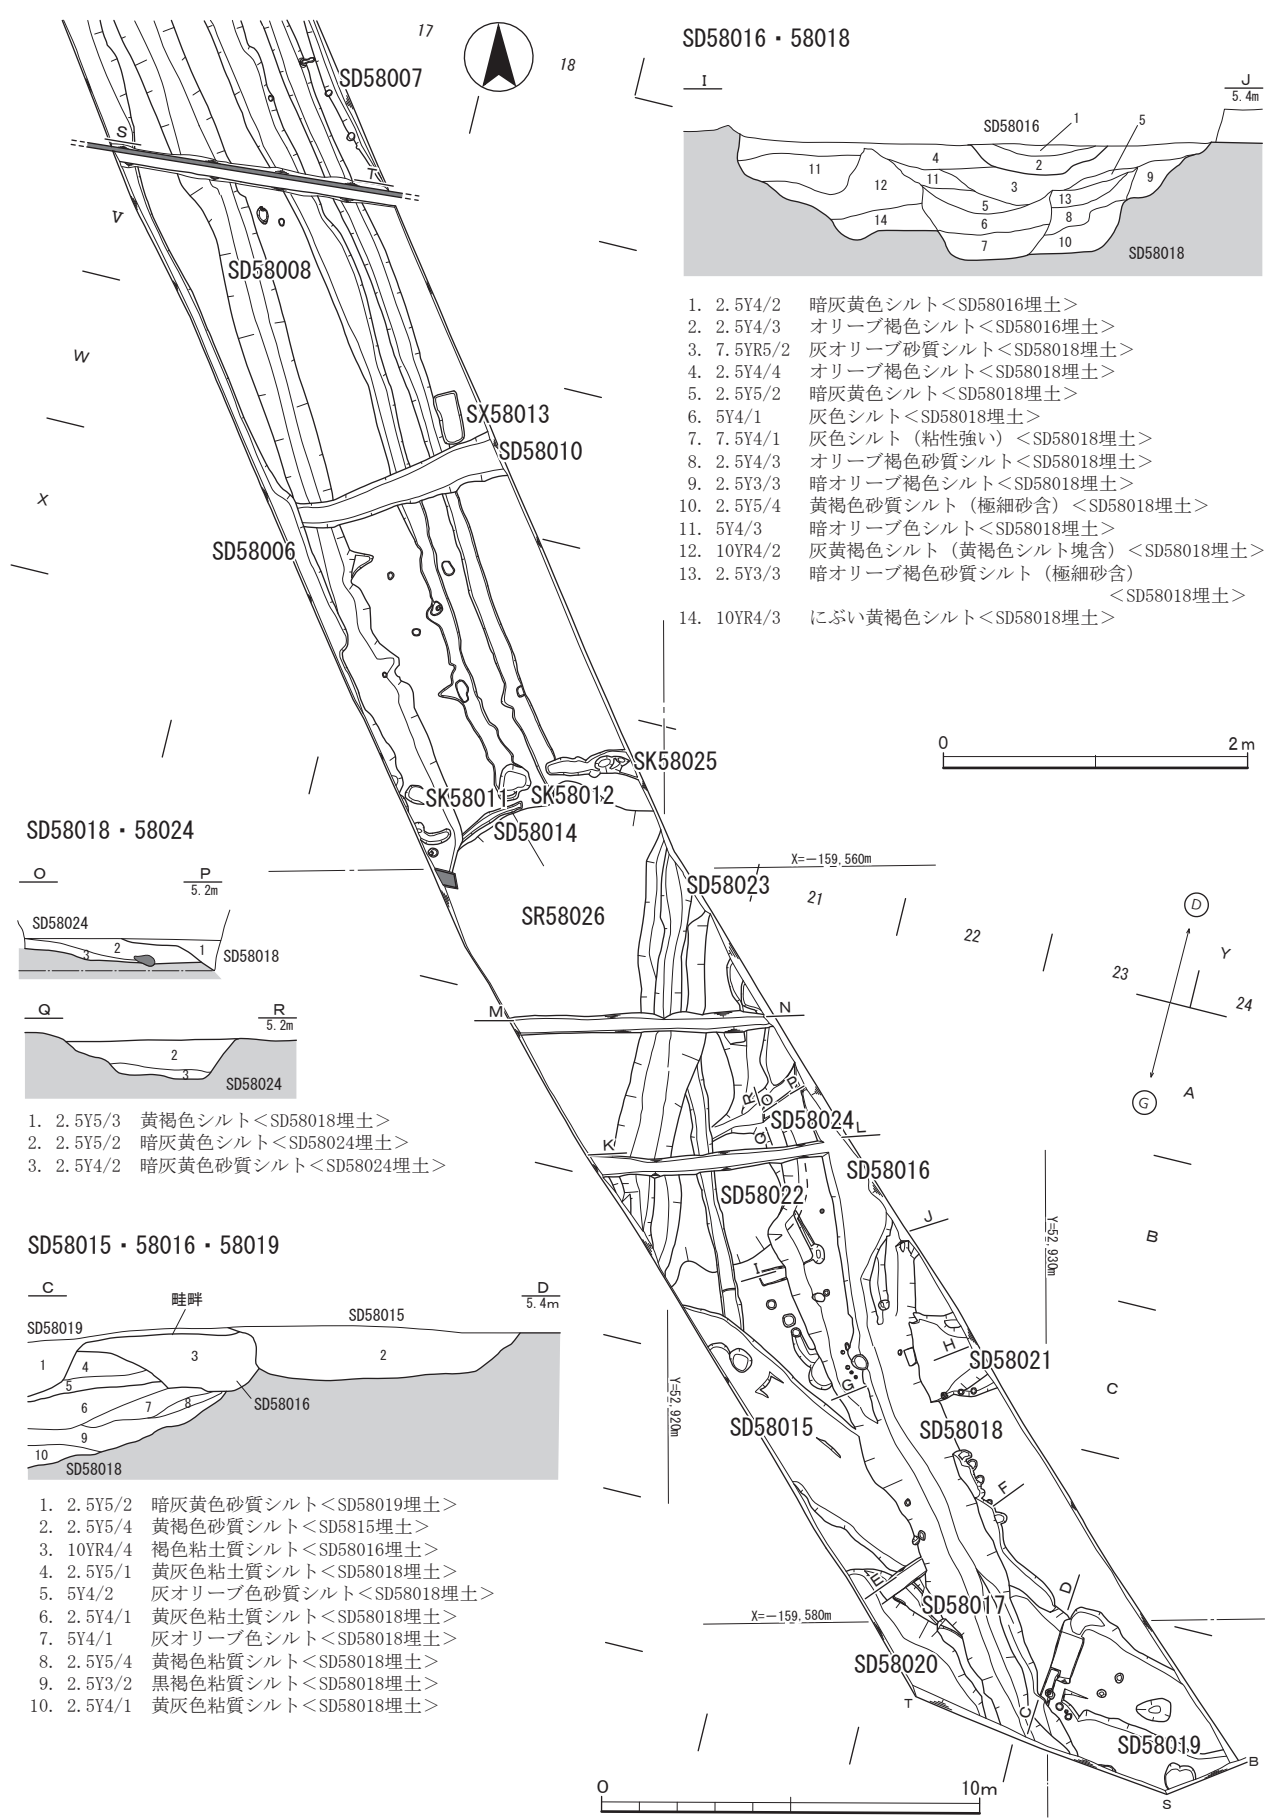 17
18
SD58007
S
T
V
SD58008
W
SX58013
SD58010
X
SD58006
SK58025
SK58011
SK58012
SD58014
X=−159,560m
SD58023
21
22
SR58026
D
Y
23
24
M
N
G
A
R
O
P
Q
SD58024
K
L
SD58016
SD58022
J
Y=52,930m
B
I
H
SD58021
C
G
Y=52,920m
SD58015
SD58018
F
E
D
SD58017
X=−159,580m
SD58020
T
C
SD58019
B
S
0
10m
SD58016・58018
I
J
5.4m
SD58016
1
5
4
2
11
11
12
3
9
13
5
8
14
6
7
10
SD58018
1. 2.5Y4/2 暗灰黄色シルト＜SD58016埋土＞
2. 2.5Y4/3 オリーブ褐色シルト＜SD58016埋土＞
3. 7.5YR5/2 灰オリーブ砂質シルト＜SD58018埋土＞
4. 2.5Y4/4 オリーブ褐色シルト＜SD58018埋土＞
5. 2.5Y5/2 暗灰黄色シルト＜SD58018埋土＞
6. 5Y4/1 灰色シルト＜SD58018埋土＞
7. 7.5Y4/1 灰色シルト（粘性強い）＜SD58018埋土＞
8. 2.5Y4/3 オリーブ褐色砂質シルト＜SD58018埋土＞
9. 2.5Y3/3 暗オリーブ褐色シルト＜SD58018埋土＞
10. 2.5Y5/4 黄褐色砂質シルト（極細砂含）＜SD58018埋土＞
11. 5Y4/3 暗オリーブ色シルト＜SD58018埋土＞
12. 10YR4/2 灰黄褐色シルト（黄褐色シルト塊含）＜SD58018埋土＞
13. 2.5Y3/3 暗オリーブ褐色砂質シルト（極細砂含）
＜SD58018埋土＞
14. 10YR4/3 にぶい黄褐色シルト＜SD58018埋土＞
0
2m
SD58018・58024
O
P
5.2m
SD58024
3
2
1
SD58018
Q
R
5.2m
2
3
SD58024
1. 2.5Y5/3 黄褐色シルト＜SD58018埋土＞
2. 2.5Y5/2 暗灰黄色シルト＜SD58024埋土＞
3. 2.5Y4/2 暗灰黄色砂質シルト＜SD58024埋土＞
SD58015・58016・58019
C
D
5.4m
畦畔
SD58019
SD58015
1
4
3
2
5
6
7
8
SD58016
9
10
SD58018
1. 2.5Y5/2 暗灰黄色砂質シルト＜SD58019埋土＞
2. 2.5Y5/4 黄褐色砂質シルト＜SD5815埋土＞
3. 10YR4/4 褐色粘土質シルト＜SD58016埋土＞
4. 2.5Y5/1 黄灰色粘土質シルト＜SD58018埋土＞
5. 5Y4/2 灰オリーブ色砂質シルト＜SD58018埋土＞
6. 2.5Y4/1 黄灰色粘土質シルト＜SD58018埋土＞
7. 5Y4/1 灰オリーブ色シルト＜SD58018埋土＞
8. 2.5Y5/4 黄褐色粘質シルト＜SD58018埋土＞
9. 2.5Y3/2 黒褐色粘質シルト＜SD58018埋土＞
10. 2.5Y4/1 黄灰色粘質シルト＜SD58018埋土＞